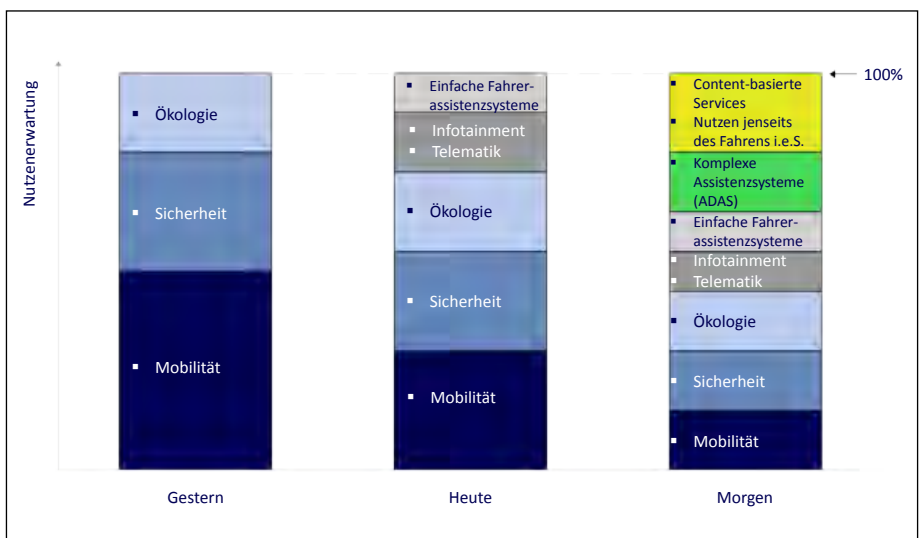 Nutzenerwartung
100%
▪ Ökologie
▪ Sicherheit
▪ Mobilität
Gestern
▪ Einfache Fahrer-
assistenzsysteme
▪ Infotainment
▪ Telematik
▪ Ökologie
▪ Sicherheit
▪ Mobilität
Heute
▪ Content-basierte
Services
▪ Nutzen jenseits
des Fahrens i.e.S.
▪ Komplexe
Assistenzsysteme
(ADAS)
▪ Einfache Fahrer-
assistenzsysteme
▪ Infotainment
▪ Telematik
▪ Ökologie
▪ Sicherheit
▪ Mobilität
Morgen